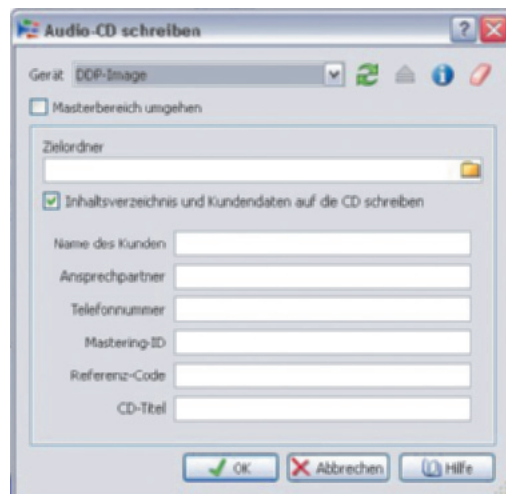 Audio-CD schreiben
Gerät DDP-Image
Masterbereich umgehen
Zielordner
Inhaltsverzeichnis und Kundendaten auf die CD schreiben
Name des Kunden
Ansprechpartner
Telefonnummer
Mastering-ID
Referenz-Code
CD-Titel
OK Abbrechen Hilfe